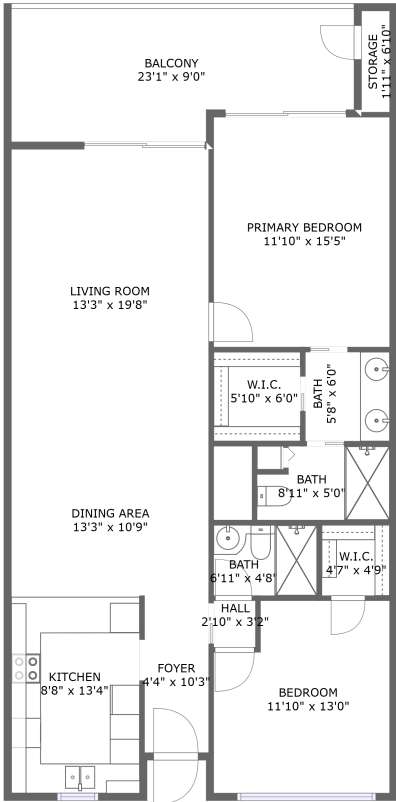 BALCONY
23'1" x 9'0"
STORAGE
1'11" x 6'10"
PRIMARY BEDROOM
11'10" x 15'5"
LIVING ROOM
13'3" x 19'8"
W.I.C.
5'10" x 6'0"
BATH
5'8" x 6'0"
BATH
8'11" x 5'0"
DINING AREA
13'3" x 10'9"
BATH
6'11" x 4'8"
W.I.C.
4'7" x 4'9"
HALL
2'10" x 3'2"
KITCHEN
8'8" x 13'4"
FOYER
4'4" x 10'3"
BEDROOM
11'10" x 13'0"